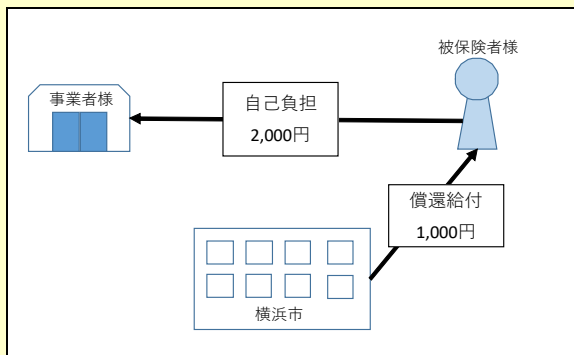 被保険者様
事業者様
自己負担
2,000円
償還給付
1,000円
横浜市